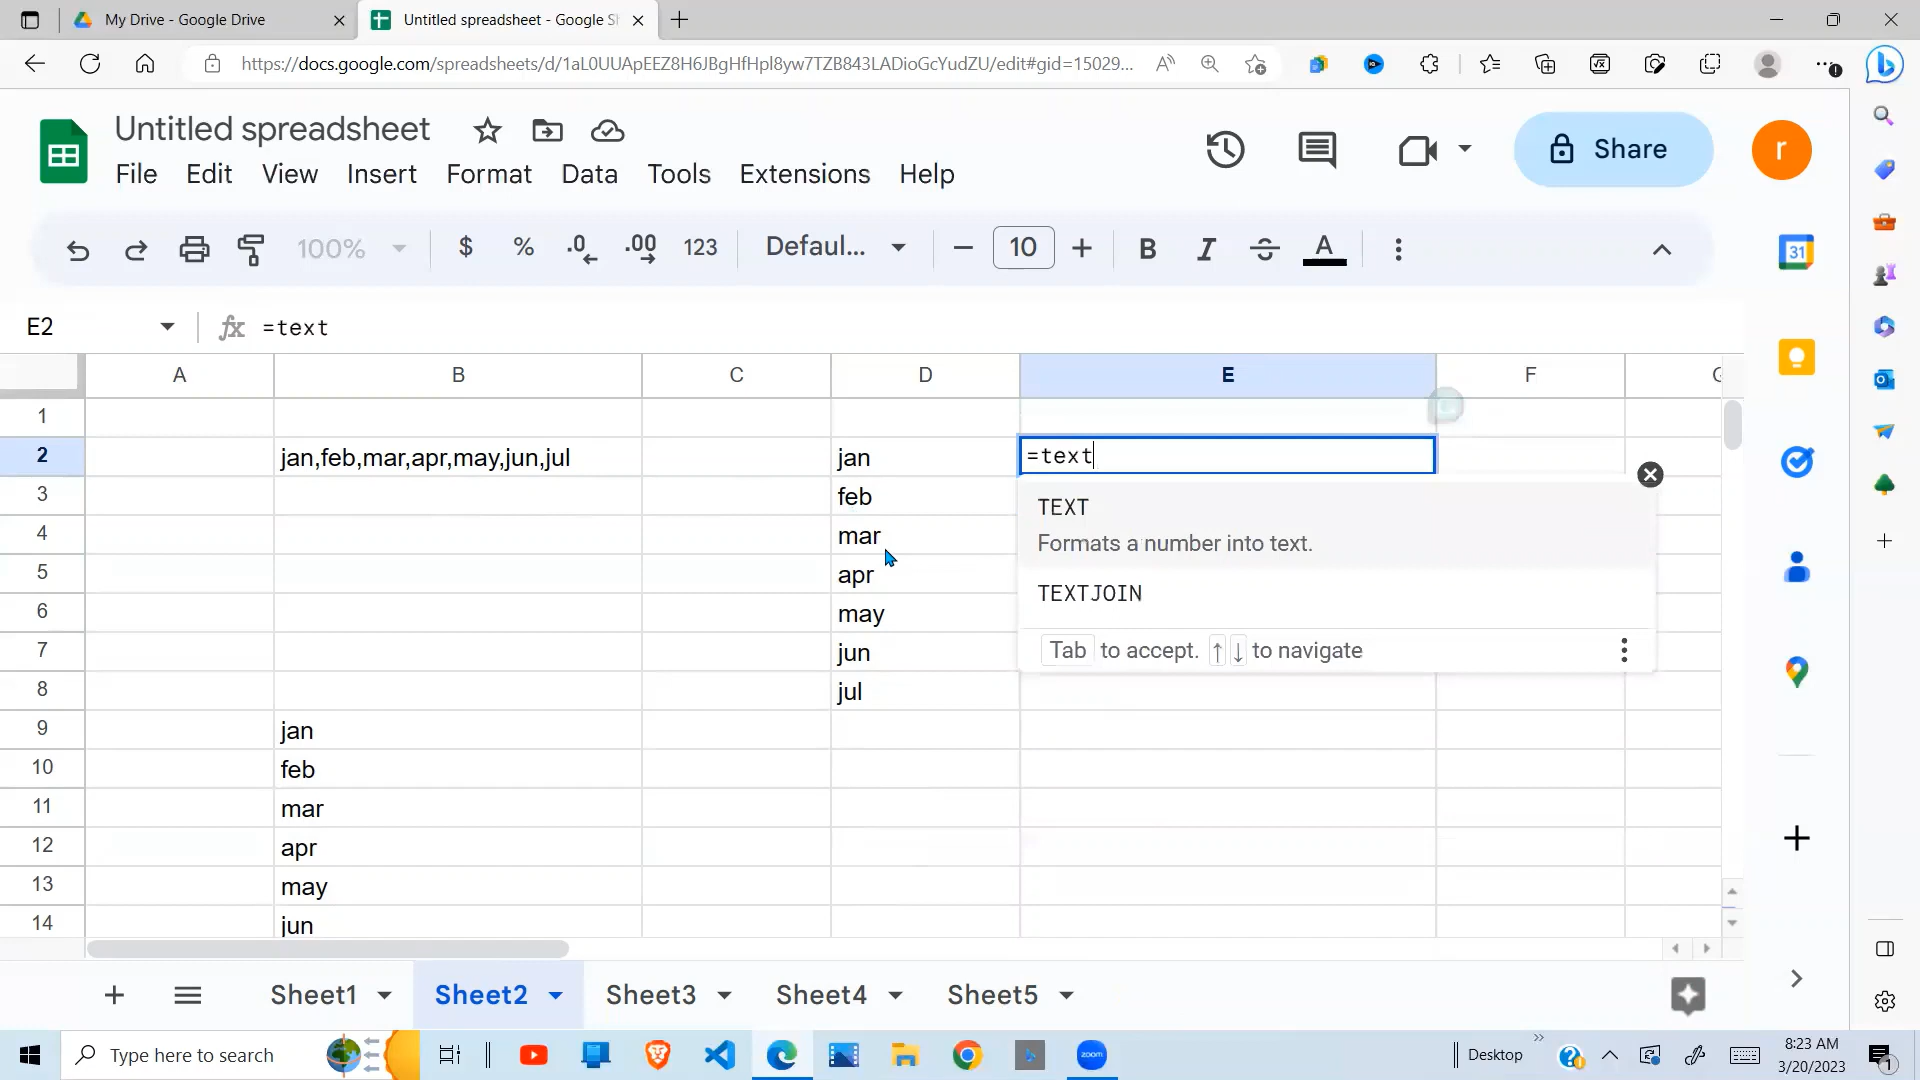 My Drive - Google Drive
Untitled spreadsheet - Google S
https://docs.google.com/spreadsheets/d/1aL0UUApEEZ8H6JBgHfHpl8yw7TZB843LADioGcYudZU/edit#gid=15029...
Untitled spreadsheet
File Edit View Insert Format Data Tools Extensions Help
Share
r
100% $ % .0 .00 123 Defaul... 10 B I S A
31
E2 fx =text
A B C D E F
1
2 jan,feb,mar,apr,may,jun,jul jan =text
3 feb
4 mar
5 apr
6 may
7 jun
8 jul
TEXT
Formats a number into text.
TEXTJOIN
Tab to accept. ↑ ↓ to navigate
9 jan
10 feb
11 mar
12 apr
13 may
14 jun
Sheet1 Sheet2 Sheet3 Sheet4 Sheet5
Type here to search
zoom
Desktop
8:23 AM
3/20/2023
1